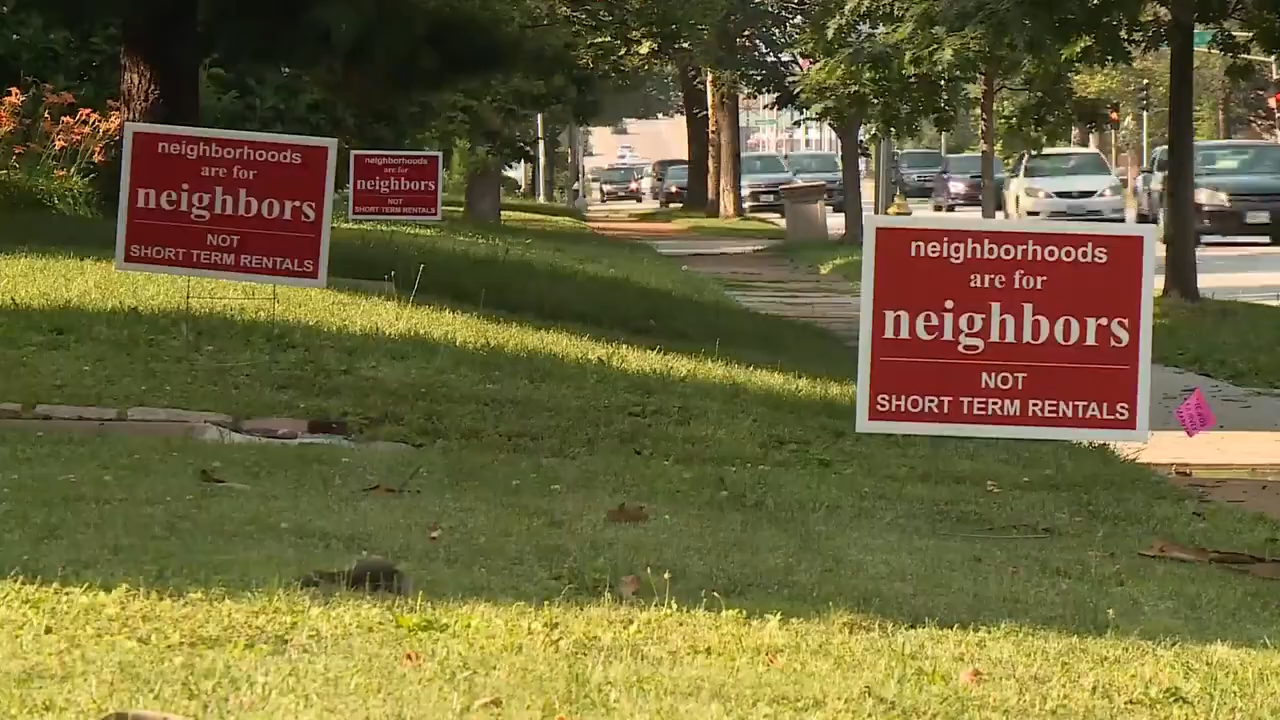 neighborhoods
are for
neighbors
NOT
SHORT TERM RENTALS
neighborhoods
are for
neighbors
NOT
SHORT TERM RENTALS
neighborhoods
are for
neighbors
NOT
SHORT TERM RENTALS